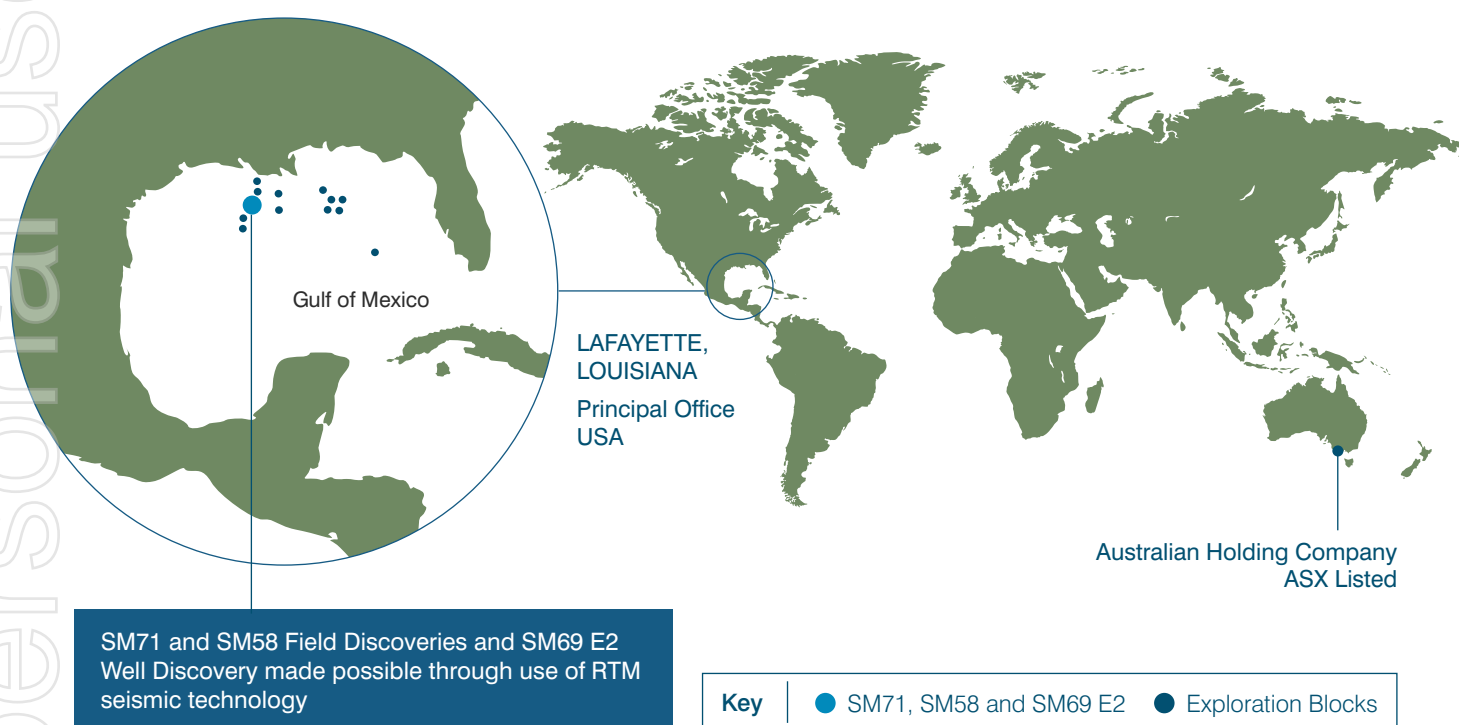 Gulf of Mexico
LAFAYETTE,
LOUISIANA
Principal Office
USA
Australian Holding Company
ASX Listed
SM71 and SM58 Field Discoveries and SM69 E2
Well Discovery made possible through use of RTM
seismic technology
Key SM71, SM58 and SM69 E2 Exploration Blocks
personal us